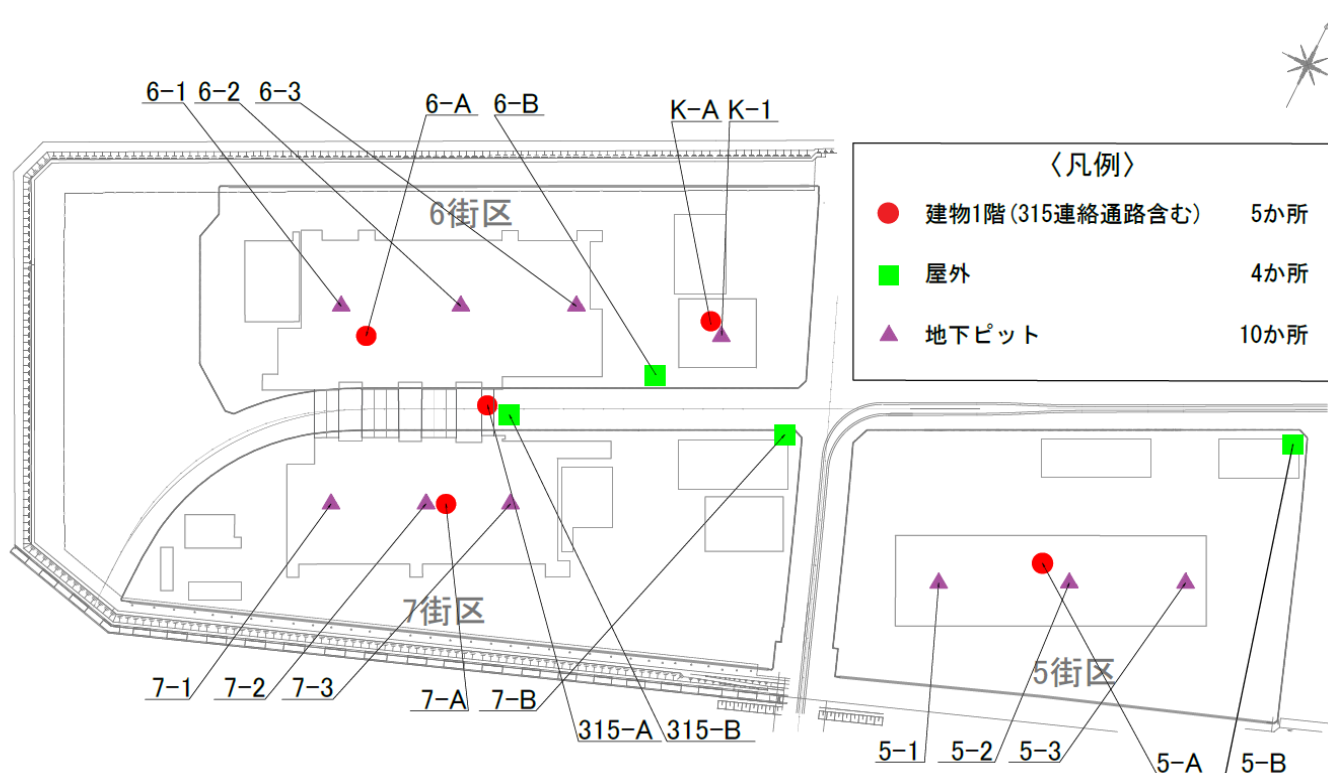 6-1 6-2 6-3
6-A 6-B K-A K-1
〈凡例〉
建物1階(315連絡通路含む) 5か所
屋外 4か所
地下ピット 10か所
6街区
7街区
5街区
7-1 7-2 7-3 7-A 7-B
315-A 315-B
5-1 5-2 5-3 5-A 5-B